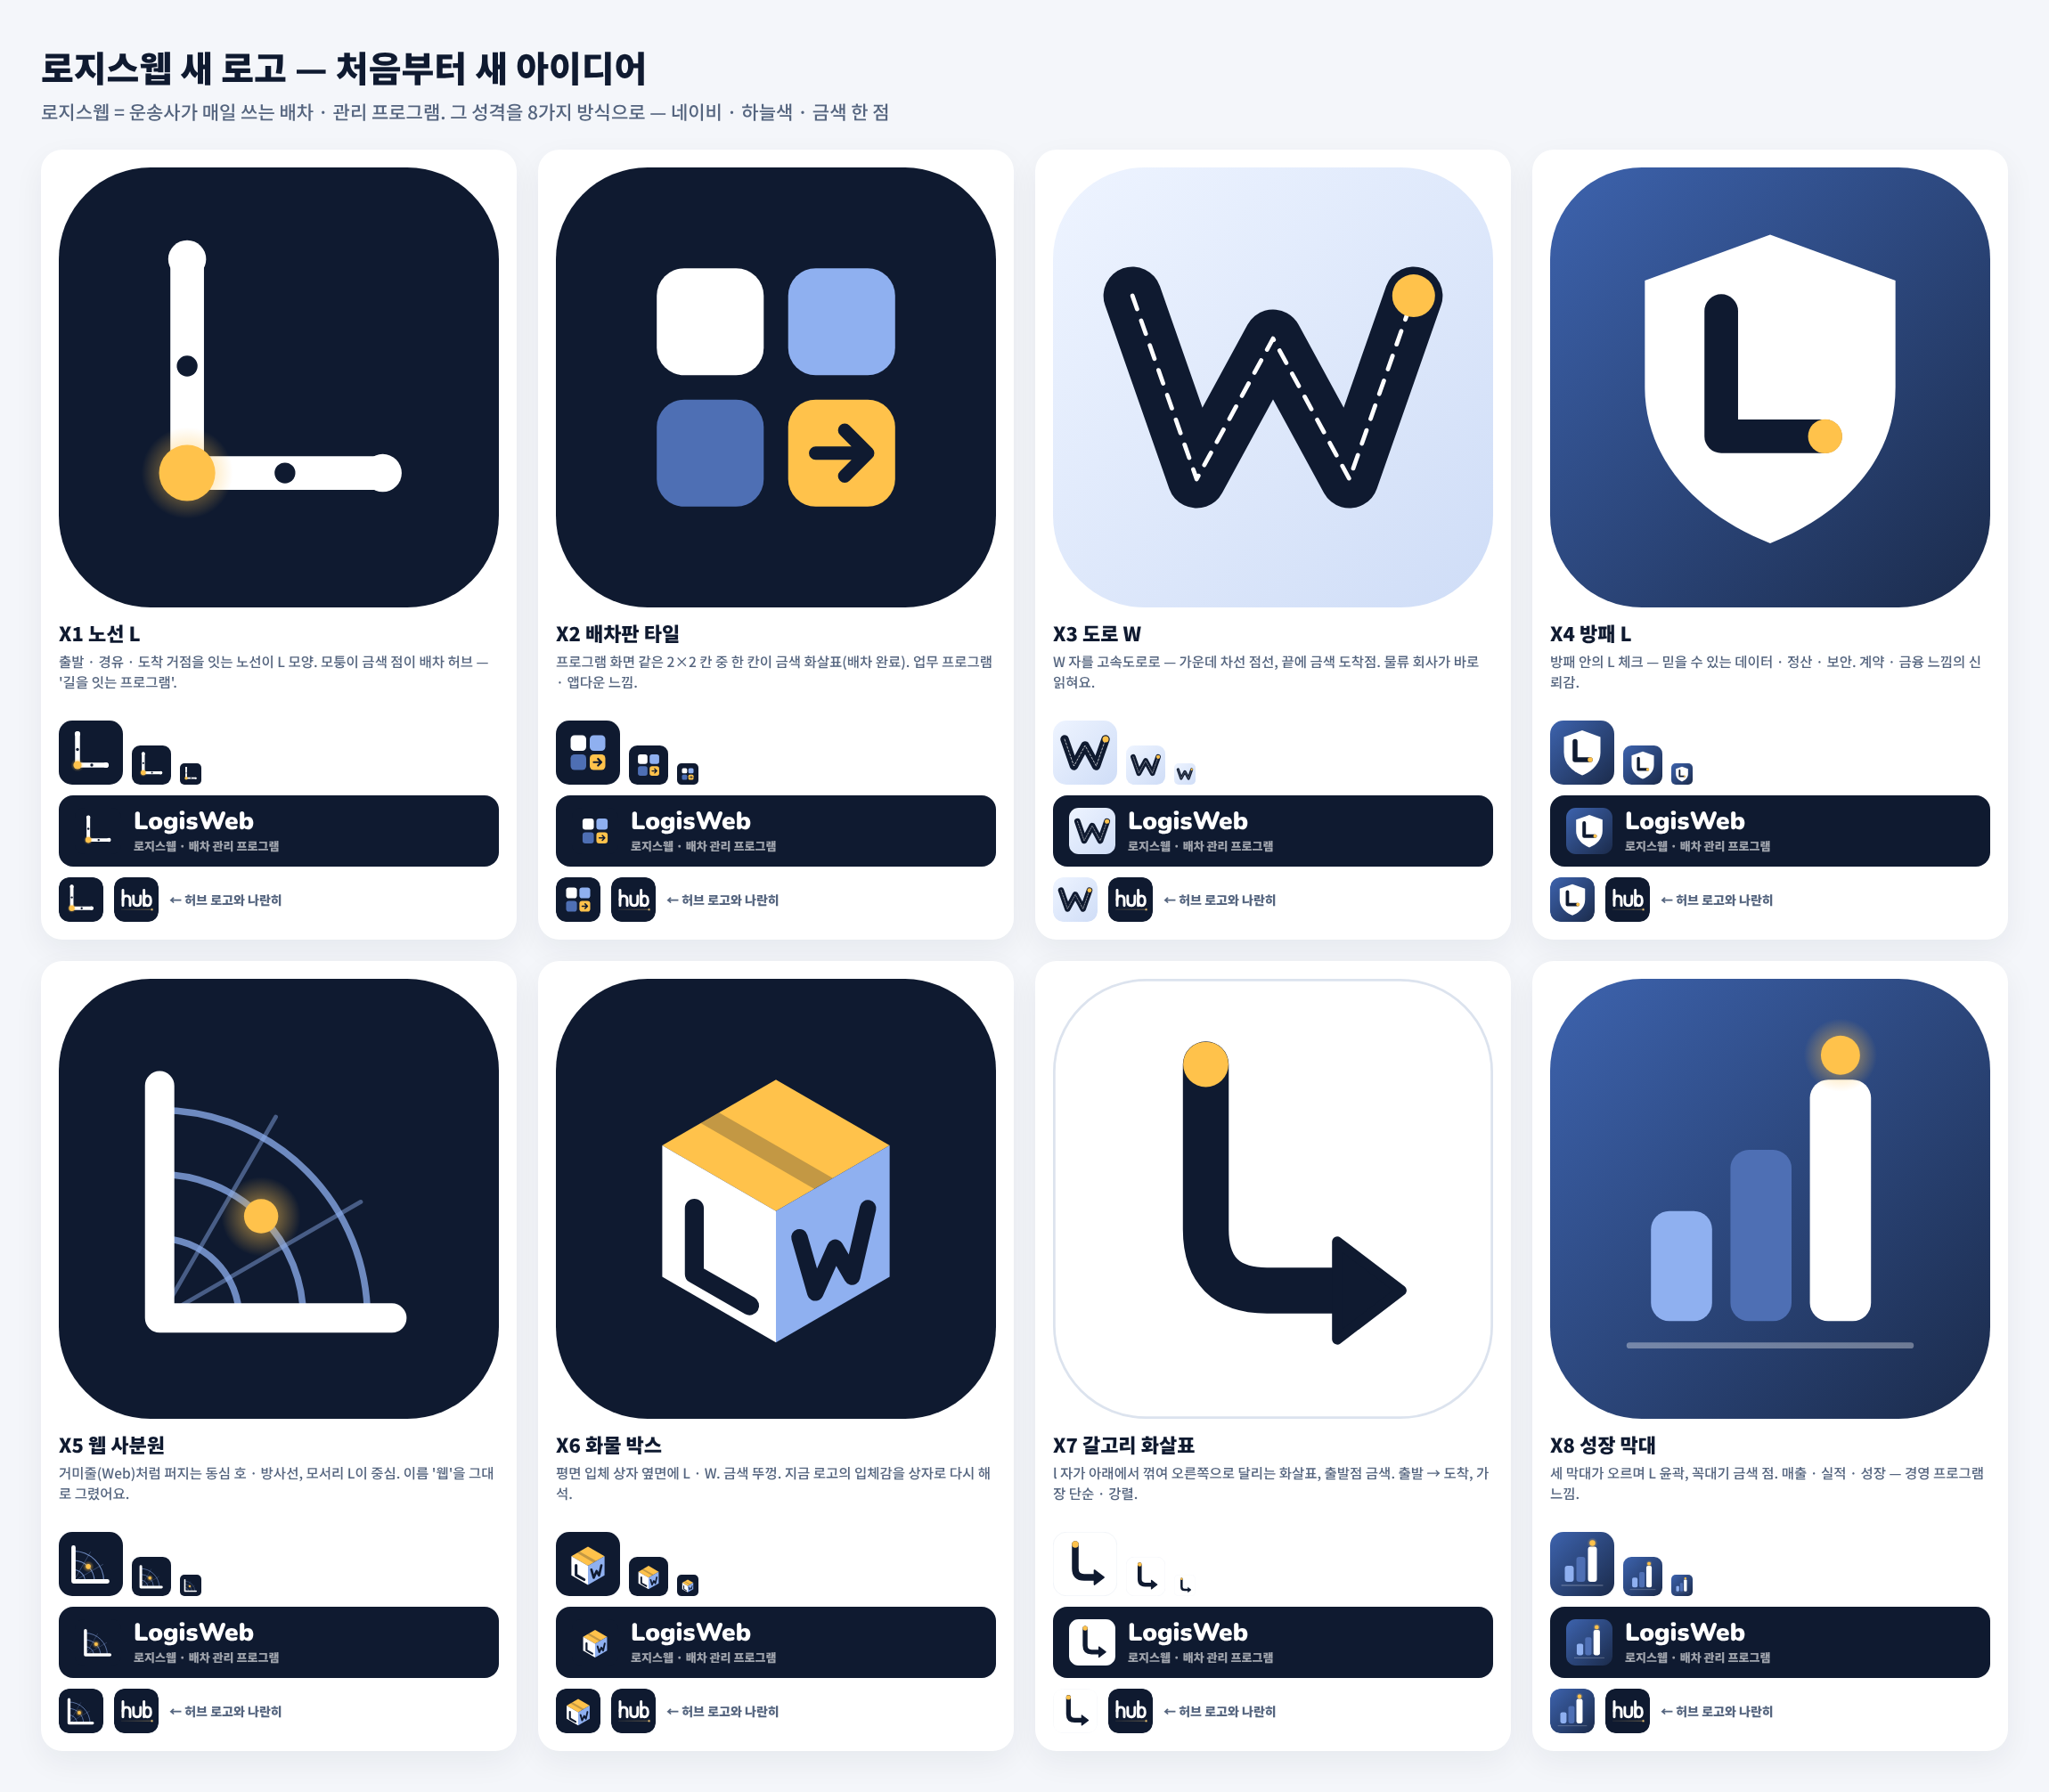 로지스웹 새 로고 — 처음부터 새 아이디어
로지스웹 = 운송사가 매일 쓰는 배차 · 관리 프로그램. 그 성격을 8가지 방식으로 — 네이비 · 하늘색 · 금색 한 점
X1 노선 L
출발 · 경유 · 도착 거점을 잇는 노선이 L 모양. 모퉁이 금색 점이 배차 허브 —
'길을 잇는 프로그램'.
LogisWeb
로지스웹 · 배차 관리 프로그램
hub
← 허브 로고와 나란히
X2 배차판 타일
프로그램 화면 같은 2×2 칸 중 한 칸이 금색 화살표(배차 완료). 업무 프로그램
· 앱다운 느낌.
LogisWeb
로지스웹 · 배차 관리 프로그램
hub
← 허브 로고와 나란히
W
X3 도로 W
W 자를 고속도로로 — 가운데 차선 점선, 끝에 금색 도착점. 물류 회사가 바로
읽혀요.
W
W
W
W
LogisWeb
로지스웹 · 배차 관리 프로그램
W
hub
← 허브 로고와 나란히
L
X4 방패 L
방패 안의 L 체크 — 믿을 수 있는 데이터 · 정산 · 보안. 계약 · 금융 느낌의 신
뢰감.
L
L
L
L
LogisWeb
로지스웹 · 배차 관리 프로그램
L
hub
← 허브 로고와 나란히
X5 웹 사분원
거미줄(Web)처럼 퍼지는 동심 호 · 방사선, 모서리 L이 중심. 이름 '웹'을 그대
로 그렸어요.
LogisWeb
로지스웹 · 배차 관리 프로그램
hub
← 허브 로고와 나란히
L W
X6 화물 박스
평면 입체 상자 옆면에 L · W. 금색 뚜껑. 지금 로고의 입체감을 상자로 다시 해
석.
L W
L W
LogisWeb
로지스웹 · 배차 관리 프로그램
L W
hub
← 허브 로고와 나란히
X7 갈고리 화살표
l 자가 아래에서 꺾여 오른쪽으로 달리는 화살표, 출발점 금색. 출발 → 도착, 가
장 단순 · 강렬.
LogisWeb
로지스웹 · 배차 관리 프로그램
hub
← 허브 로고와 나란히
X8 성장 막대
세 막대가 오르며 L 윤곽, 꼭대기 금색 점. 매출 · 실적 · 성장 — 경영 프로그램
느낌.
LogisWeb
로지스웹 · 배차 관리 프로그램
hub
← 허브 로고와 나란히